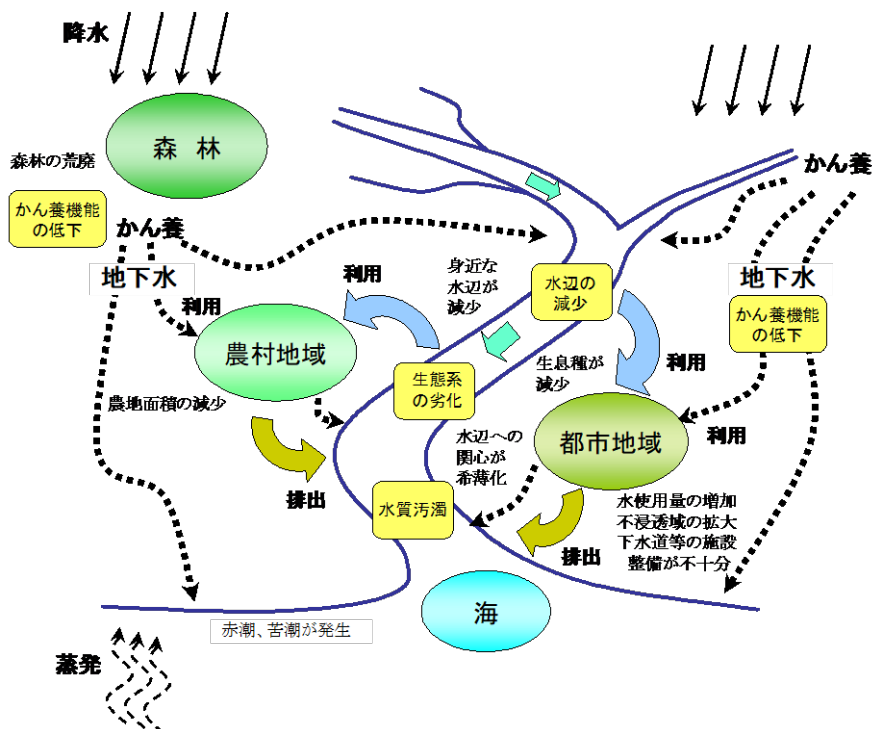 降水
森 林
森林の荒廃
かん養機能
の低下
かん養
地下水
利用
利用
身近な
水辺が
減少
水辺の
減少
かん養
地下水
かん養機能
の低下
農村地域
農地面積の減少
生態系
の劣化
生息種が
減少
利用
利用
都市地域
水辺への
関心が
希薄化
排出
水質汚濁
排出
水使用量の増加
不浸透域の拡大
下水道等の施設
整備が不十分
海
赤潮、苦潮が発生
蒸発